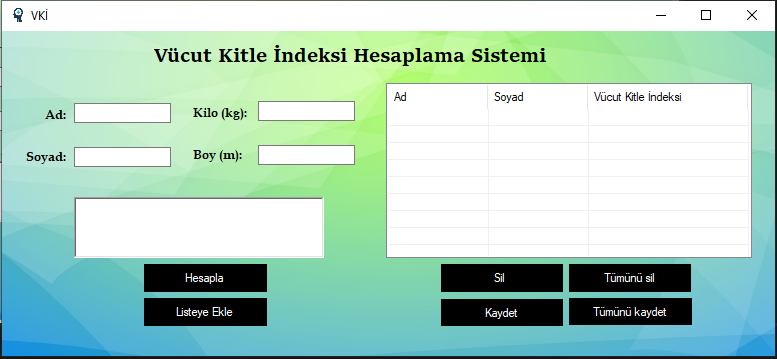 VKİ
Vücut Kitle İndeksi Hesaplama Sistemi
Ad:
Kilo (kg):
Soyad:
Boy (m):
Ad Soyad Vücut Kitle İndeksi
Hesapla
Listeye Ekle
Sil
Tümünü sil
Kaydet
Tümünü kaydet